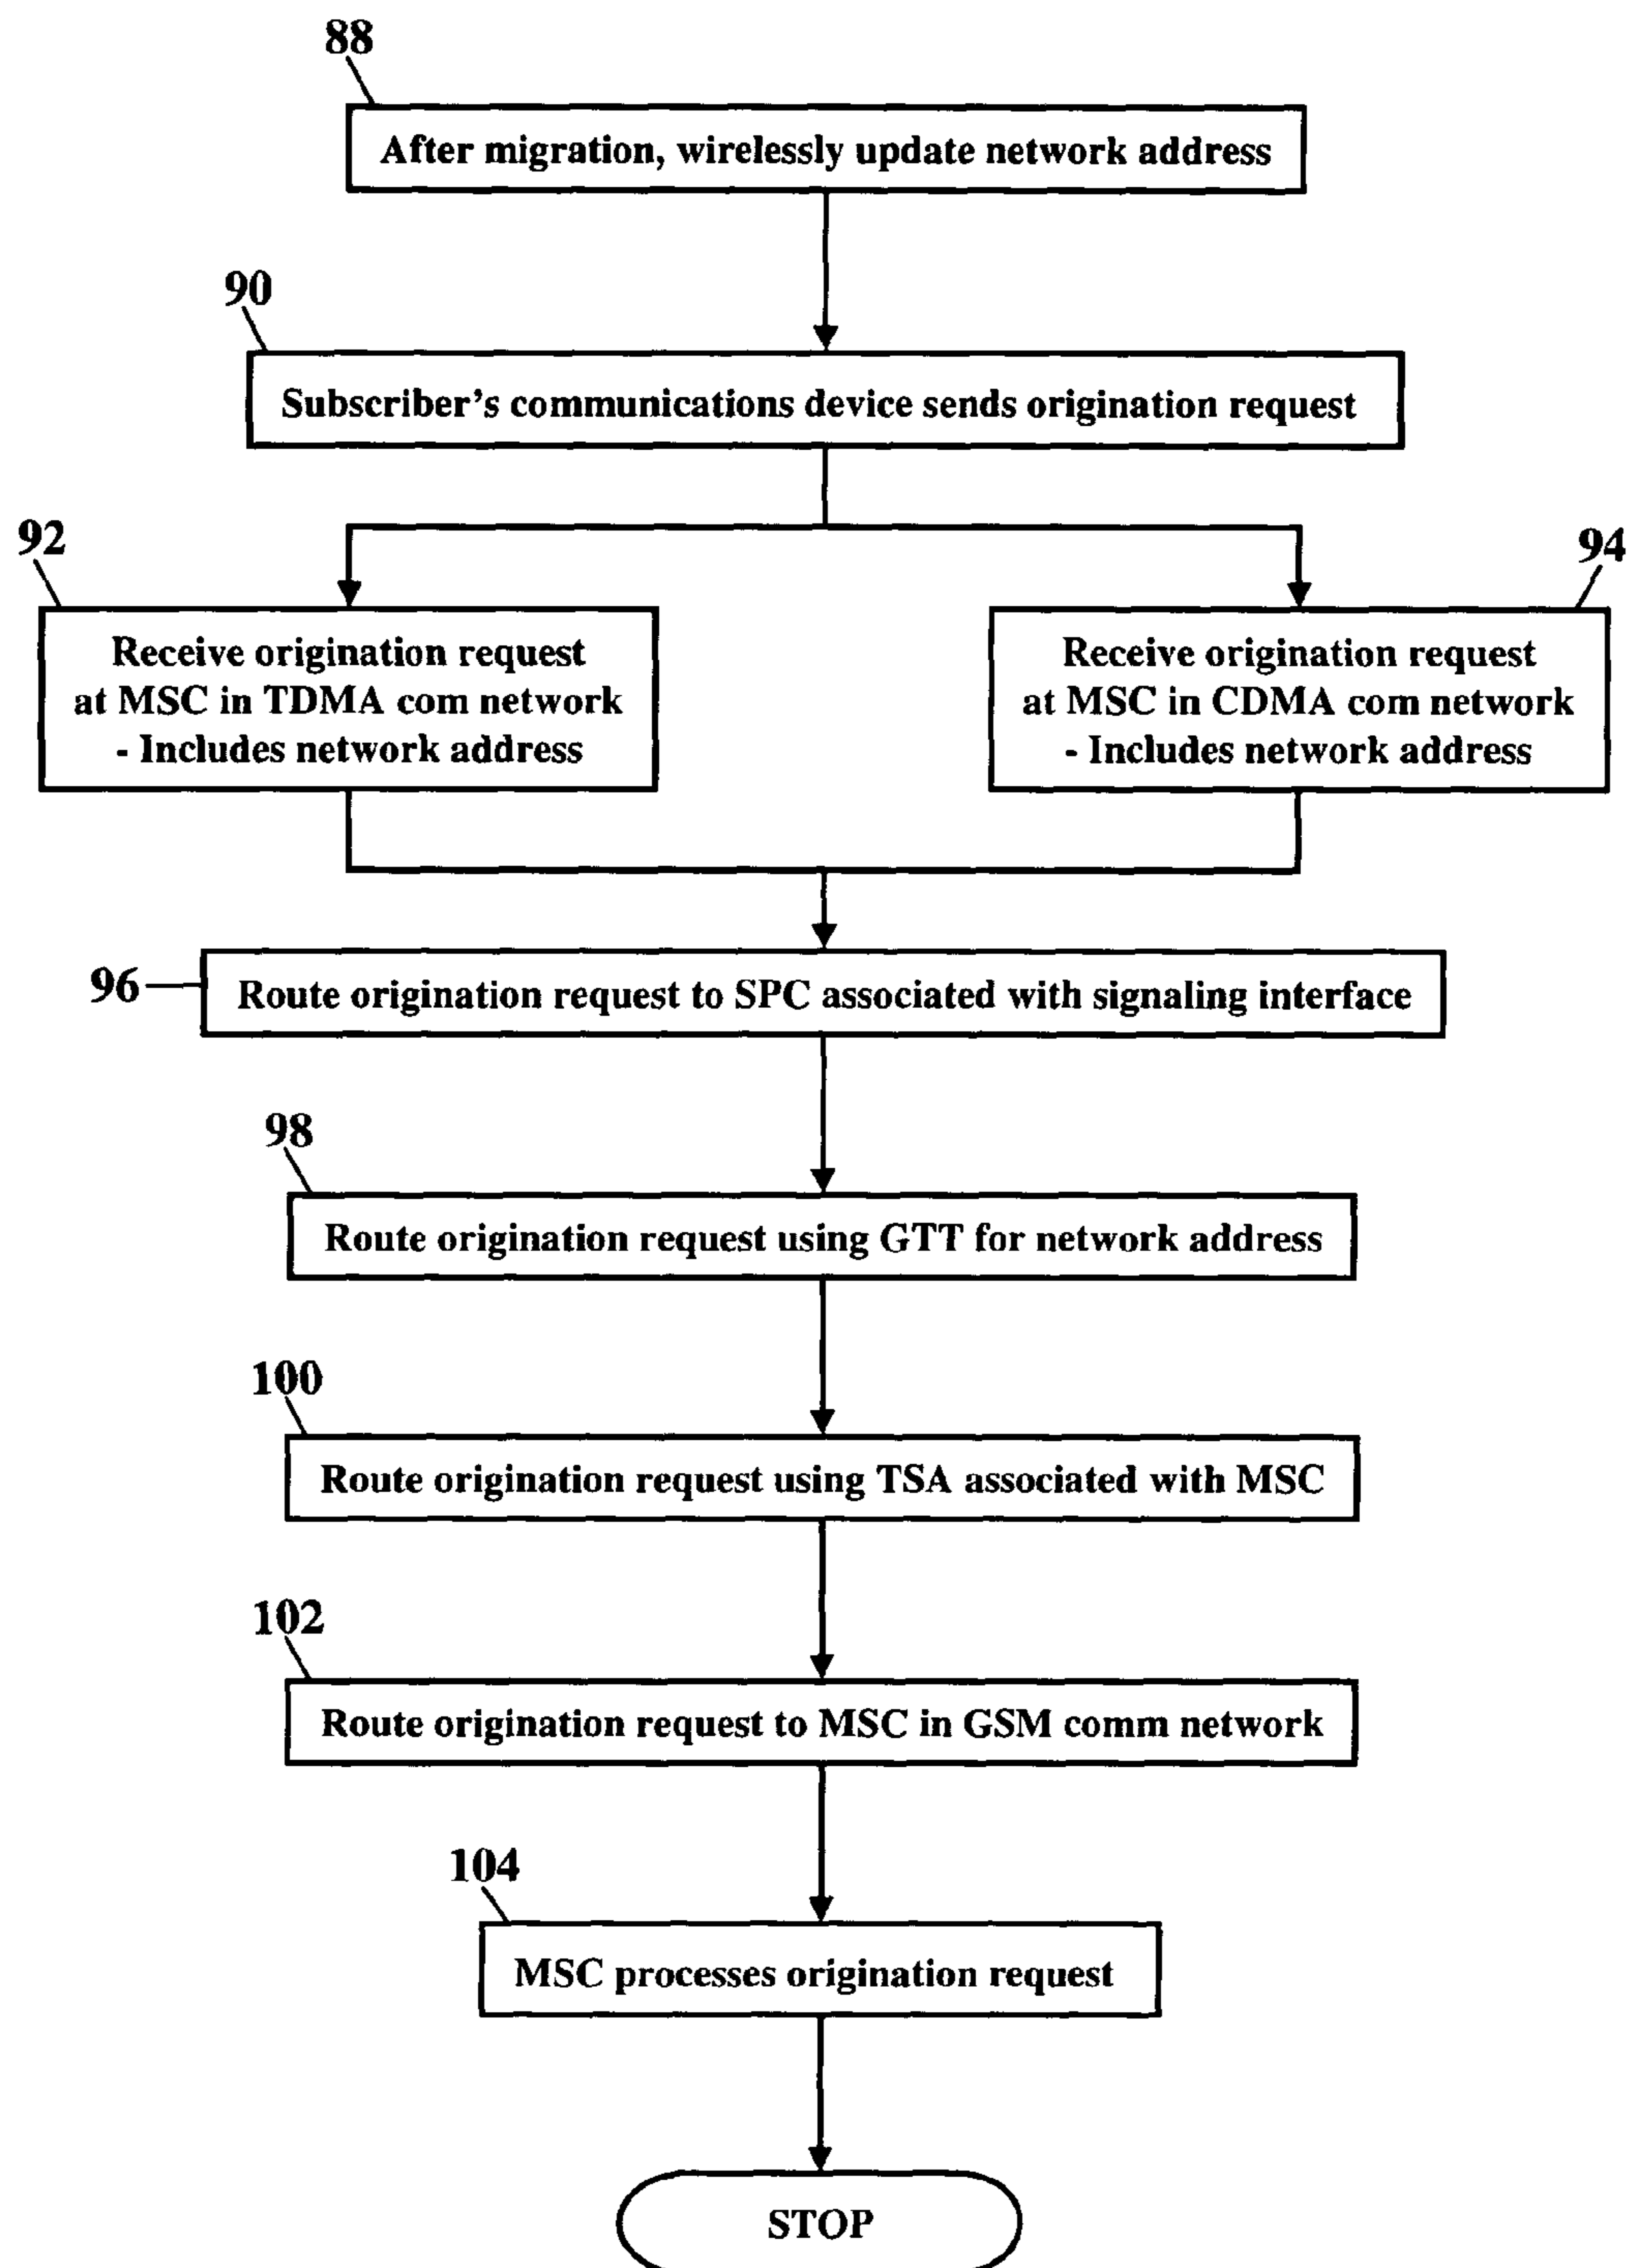 88
After migration, wirelessly update network address
90
Subscriber's communications device sends origination request
92
94
Receive origination request
at MSC in TDMA com network
- Includes network address
Receive origination request
at MSC in CDMA com network
- Includes network address
96
Route origination request to SPC associated with signaling interface
98
Route origination request using GTT for network address
100
Route origination request using TSA associated with MSC
102
Route origination request to MSC in GSM comm network
104
MSC processes origination request
STOP